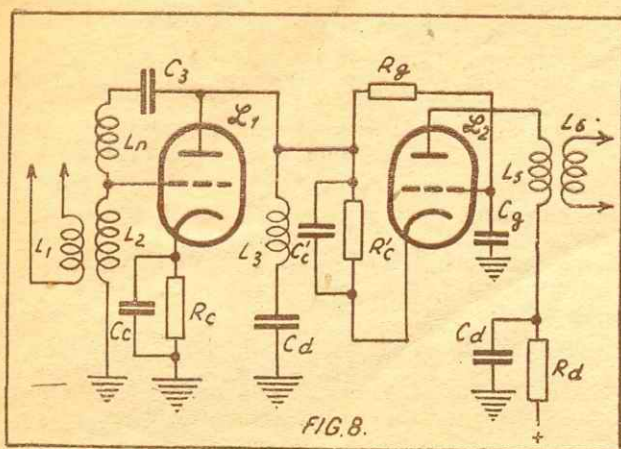 C3
Rg
ℒ1
ℒ2
Ln
L5
L6
L1
L2
L3
C'c
R'c
Cg
Cc
Rc
Cd
Cd
Rd
+
FIG.8.